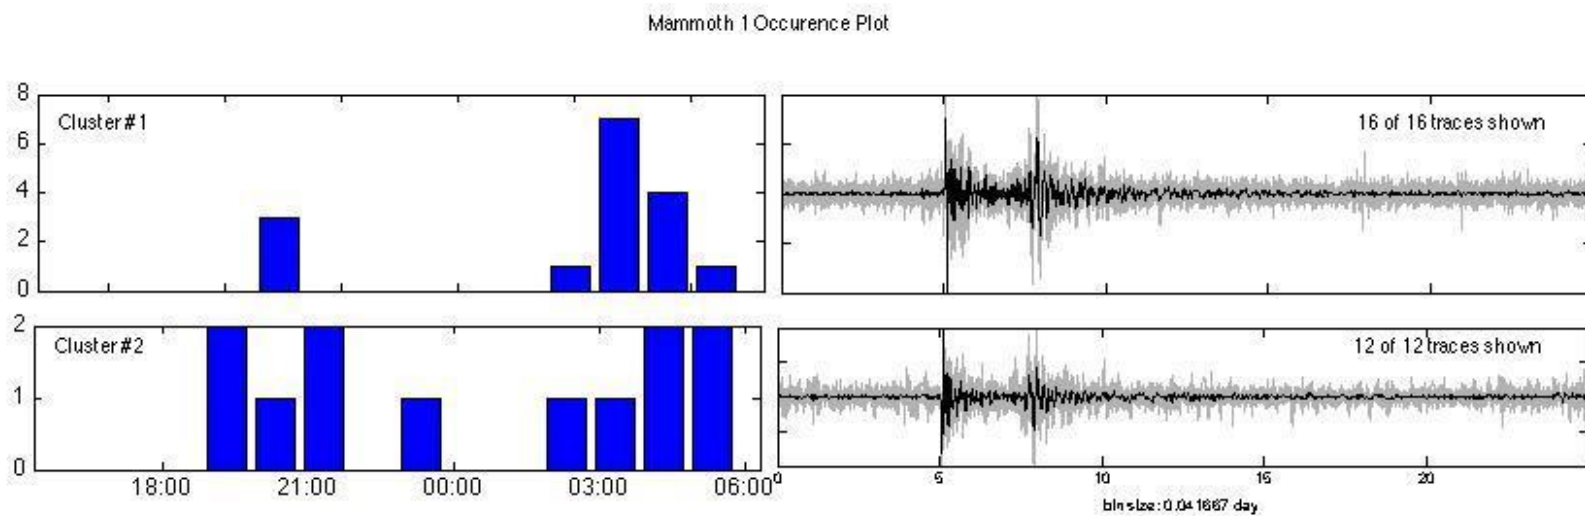 Mammoth 1 Occurence Plot
8
6
4
2
0
Cluster#1
16 of 16 traces shown
2
1
0
Cluster#2
12 of 12 traces shown
18:00 21:00 00:00 03:00 06:00
0 5 10 15 20
bin size: 0.041667 day